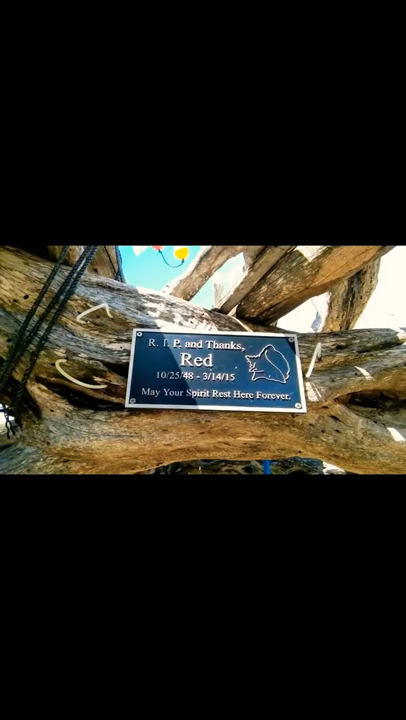 R. I. P. and Thanks,
Red
10/25/48 - 3/14/15
May Your Spirit Rest Here Forever.